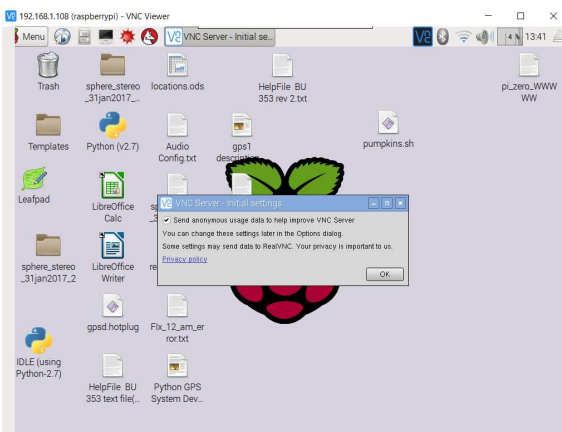 192.168.1.108 (raspberrypi) - VNC Viewer
Menu
VNC Server - Initial se...
4 %
13:41
Trash
sphere_stereo
_31jan2017_...
locations.ods
HelpFile BU
353 rev 2.txt
pi_zero_WWW
WW
Templates
Python (v2.7)
Audio
Config.txt
gps1
pumpkins.sh
Leafpad
LibreOffice
Calc
VNC Server - Initial settings
Send anonymous usage data to help improve VNC Server
You can change these settings later in the Options dialog.
Some settings may send data to RealVNC. Your privacy is important to us.
Privacy policy
OK
sphere_stereo
_31jan2017_2
LibreOffice
Writer
gpsd.hotplug
Flx_12_am_er
ror.txt
IDLE (using
Python-2.7)
HelpFile BU
353 text file(...
Python GPS
System Dev...